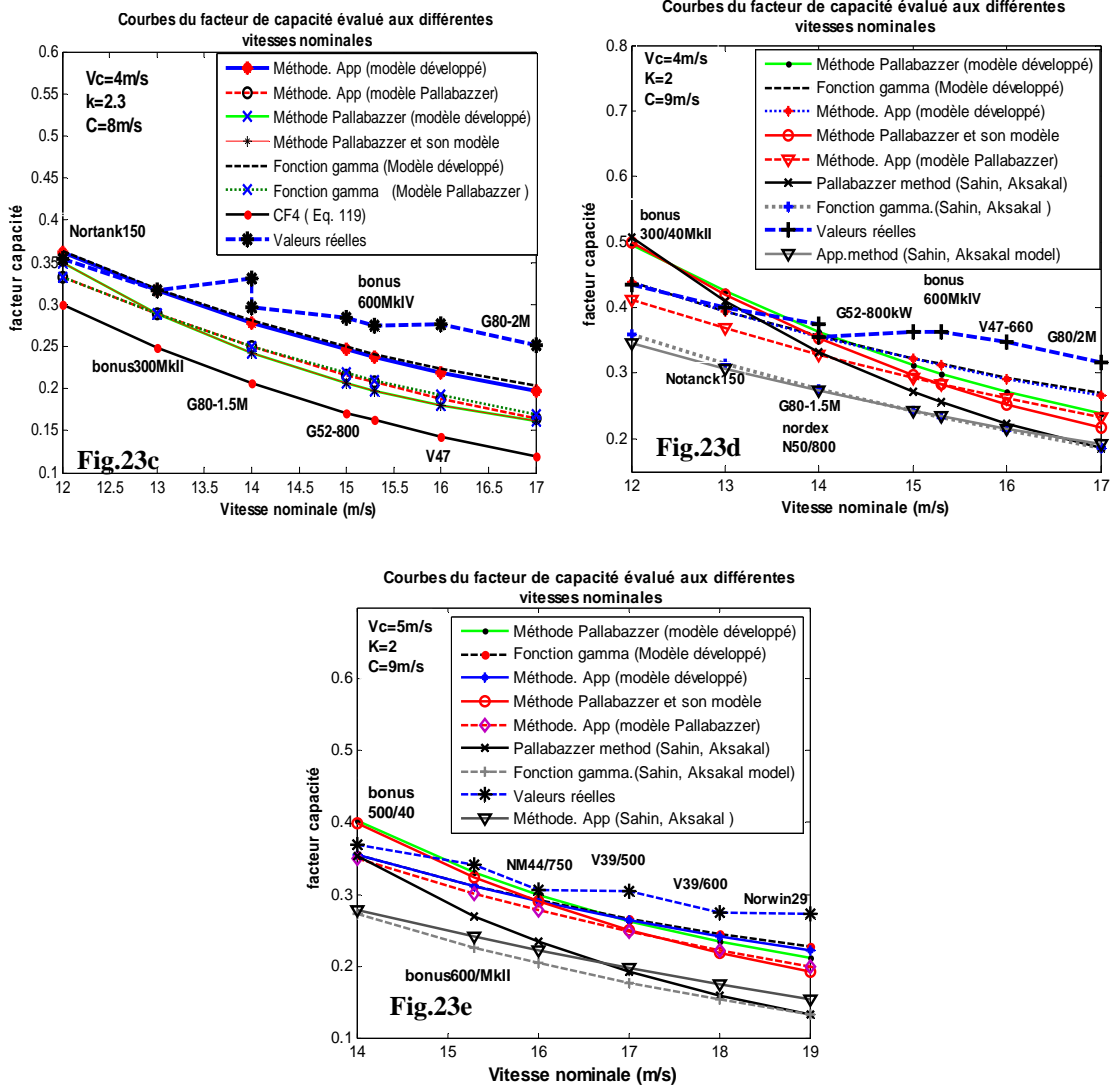 Courbes du facteur de capacité évalué aux différentes
vitesses nominales
0.6
0.55
0.5
0.45
0.4
0.35
0.3
0.25
0.2
0.15
0.1
facteur capacité
Vc=4m/s
k=2.3
C=8m/s
Méthode. App (modèle développé)
Méthode. App (modèle Pallabazzer)
Méthode Pallabazzer (modèle développé)
Méthode Pallabazzer et son modèle
Fonction gamma (Modèle développé)
Fonction gamma (Modèle Pallabazzer )
CF4 ( Eq. 119)
Valeurs réelles
Nortank150
bonus
600MkIV
G80-2M
bonus300MkII
G80-1.5M
G52-800
V47
Fig.23c
12 12.5 13 13.5 14 14.5 15 15.5 16 16.5 17
Vitesse nominale (m/s)
Courbes du facteur de capacité évalué aux différentes
vitesses nominales
0.8
0.7
0.6
0.5
0.4
0.3
0.2
facteur capacité
Vc=4m/s
K=2
C=9m/s
Méthode Pallabazzer (modèle développé)
Fonction gamma (Modèle développé)
Méthode. App (modèle développé)
Méthode Pallabazzer et son modèle
Méthode. App (modèle Pallabazzer)
Pallabazzer method (Sahin, Aksakal)
Fonction gamma.(Sahin, Aksakal )
Valeurs réelles
App.method (Sahin, Aksakal model)
bonus
300/40MkII
bonus
600MkIV
G52-800kW
V47-660
G80/2M
Notanck150
G80-1.5M
nordex
N50/800
Fig.23d
12 13 14 15 16 17
Vitesse nominale (m/s)
Courbes du facteur de capacité évalué aux différentes
vitesses nominales
0.6
0.5
0.4
0.3
0.2
0.1
facteur capacité
Vc=5m/s
K=2
C=9m/s
Méthode Pallabazzer (modèle développé)
Fonction gamma (Modèle développé)
Méthode. App (modèle développé)
Méthode Pallabazzer et son modèle
Méthode. App (modèle Pallabazzer)
Pallabazzer method (Sahin, Aksakal)
Fonction gamma.(Sahin, Aksakal model)
Valeurs réelles
Méthode. App (Sahin, Aksakal )
bonus
500/40
NM44/750
V39/500
V39/600
Norwin29
bonus600/MkII
Fig.23e
14 15 16 17 18 19
Vitesse nominale (m/s)